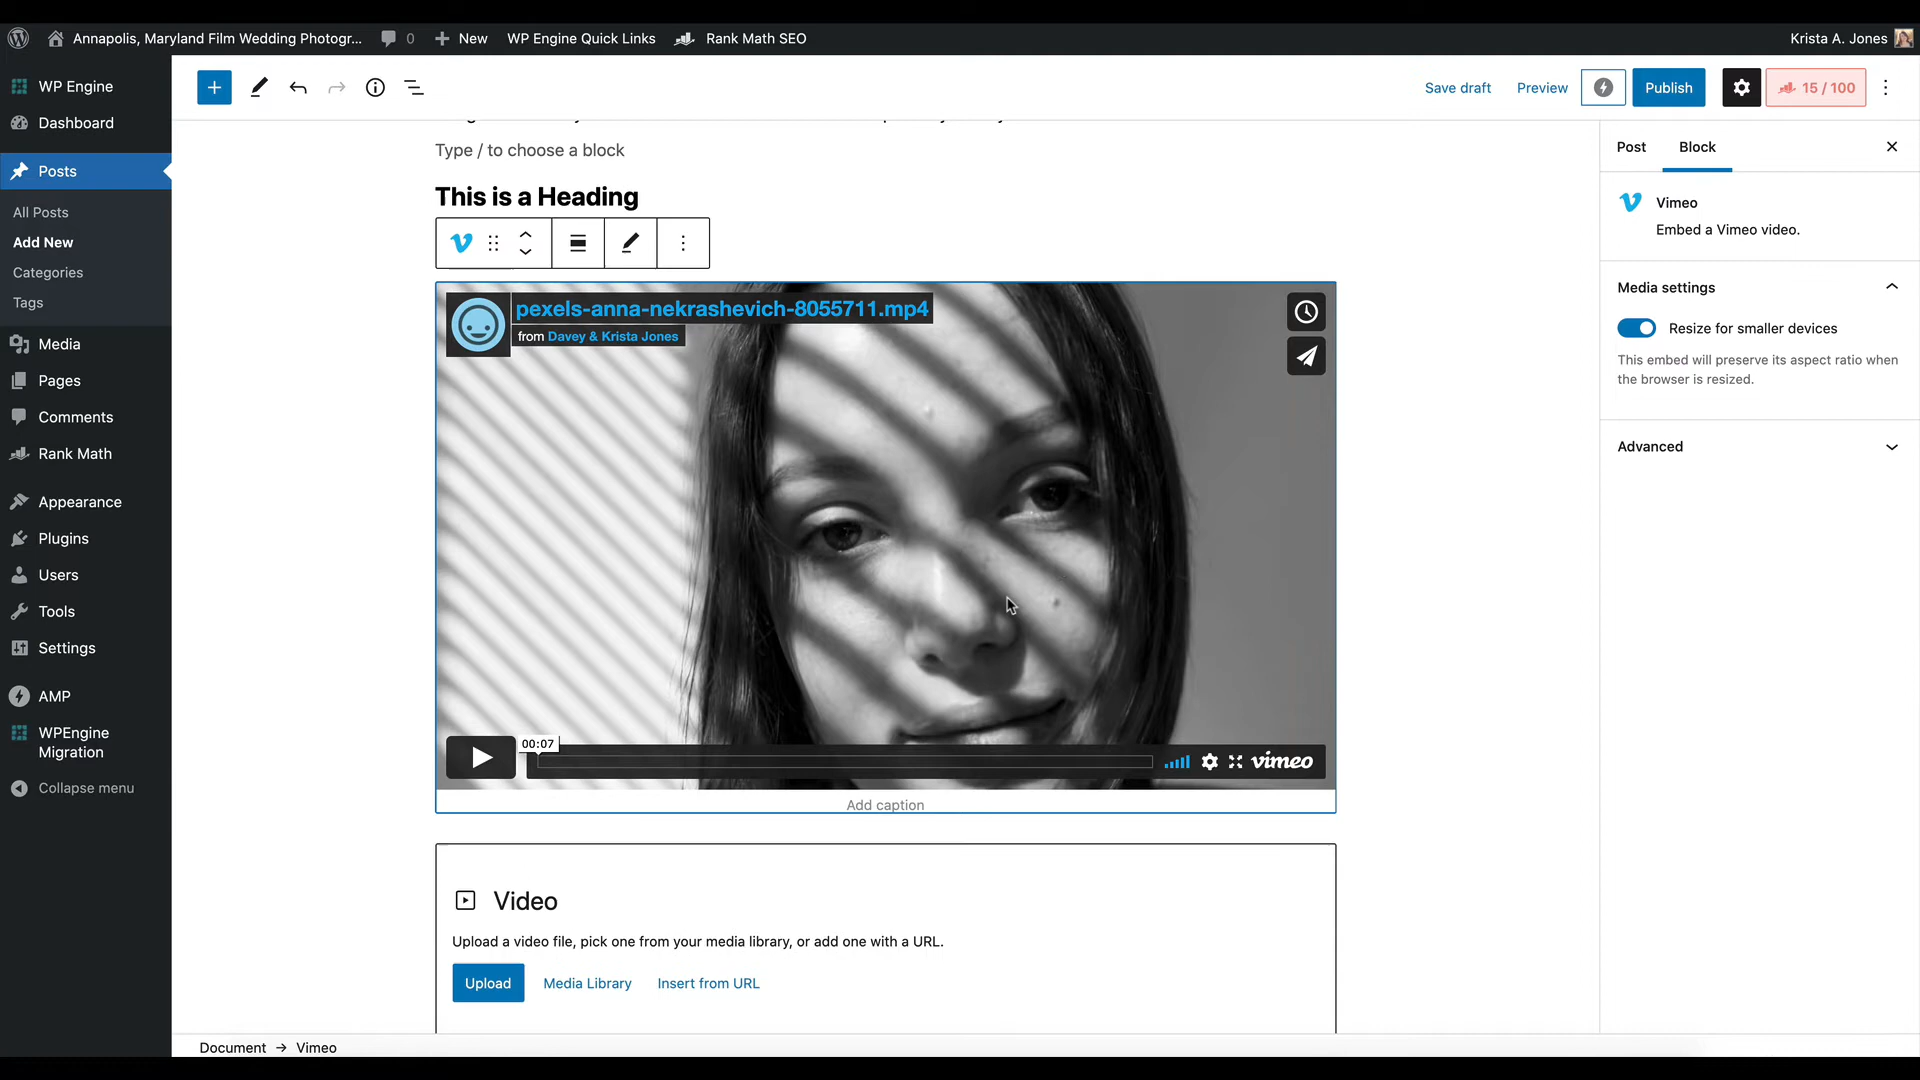 Annapolis, Maryland Film Wedding Photogr...
0
New
WP Engine Quick Links
Rank Math SEO
Krista A. Jones
WP Engine
Dashboard
Posts
All Posts
Add New
Categories
Tags
Media
Pages
Comments
Rank Math
Appearance
Plugins
Users
Tools
Settings
AMP
WPEngine
Migration
Collapse menu
Save draft
Preview
Publish
15 / 100
Type / to choose a block
This is a Heading
pexels-anna-nekrashevich-8055711.mp4
from Davey & Krista Jones
00:07
vimeo
Add caption
Video
Upload a video file, pick one from your media library, or add one with a URL.
Upload
Media Library
Insert from URL
Post
Block
Vimeo
Embed a Vimeo video.
Media settings
Resize for smaller devices
This embed will preserve its aspect ratio when
the browser is resized.
Advanced
Document → Vimeo